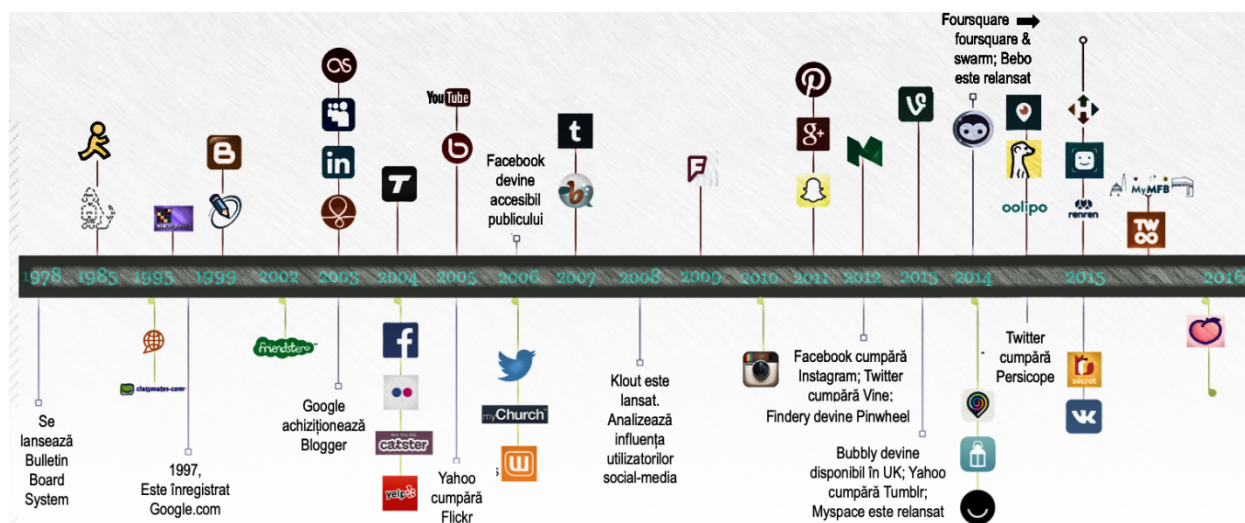 Foursquare ➡
foursquare &
swarm; Bebo
este relansat
YouTube
Facebook
devine
accesibil
publicului
in
T
t
g+
oolipo
renren
MyMFB
TWOO
1978 1985 1995 1999 2002 2003 2004 2005 2006 2007 2008 2009 2010 2011 2012 2013 2014 2015 2016
Se
lansează
Bulletin
Board
System
classmates.com
1997,
Este înregistrat
Google.com
friendster
Google
achiziționează
Blogger
f
catster
yelp
Yahoo
cumpără
Flickr
myChurch
Klout este
lansat.
Analizează
influența
utilizatorilor
social-media
Facebook cumpără
Instagram; Twitter
cumpără Vine;
Findery devine Pinwheel
Bubbly devine
disponibil în UK; Yahoo
cumpără Tumblr;
Myspace este relansat
Twitter
cumpără
Persicope
secret